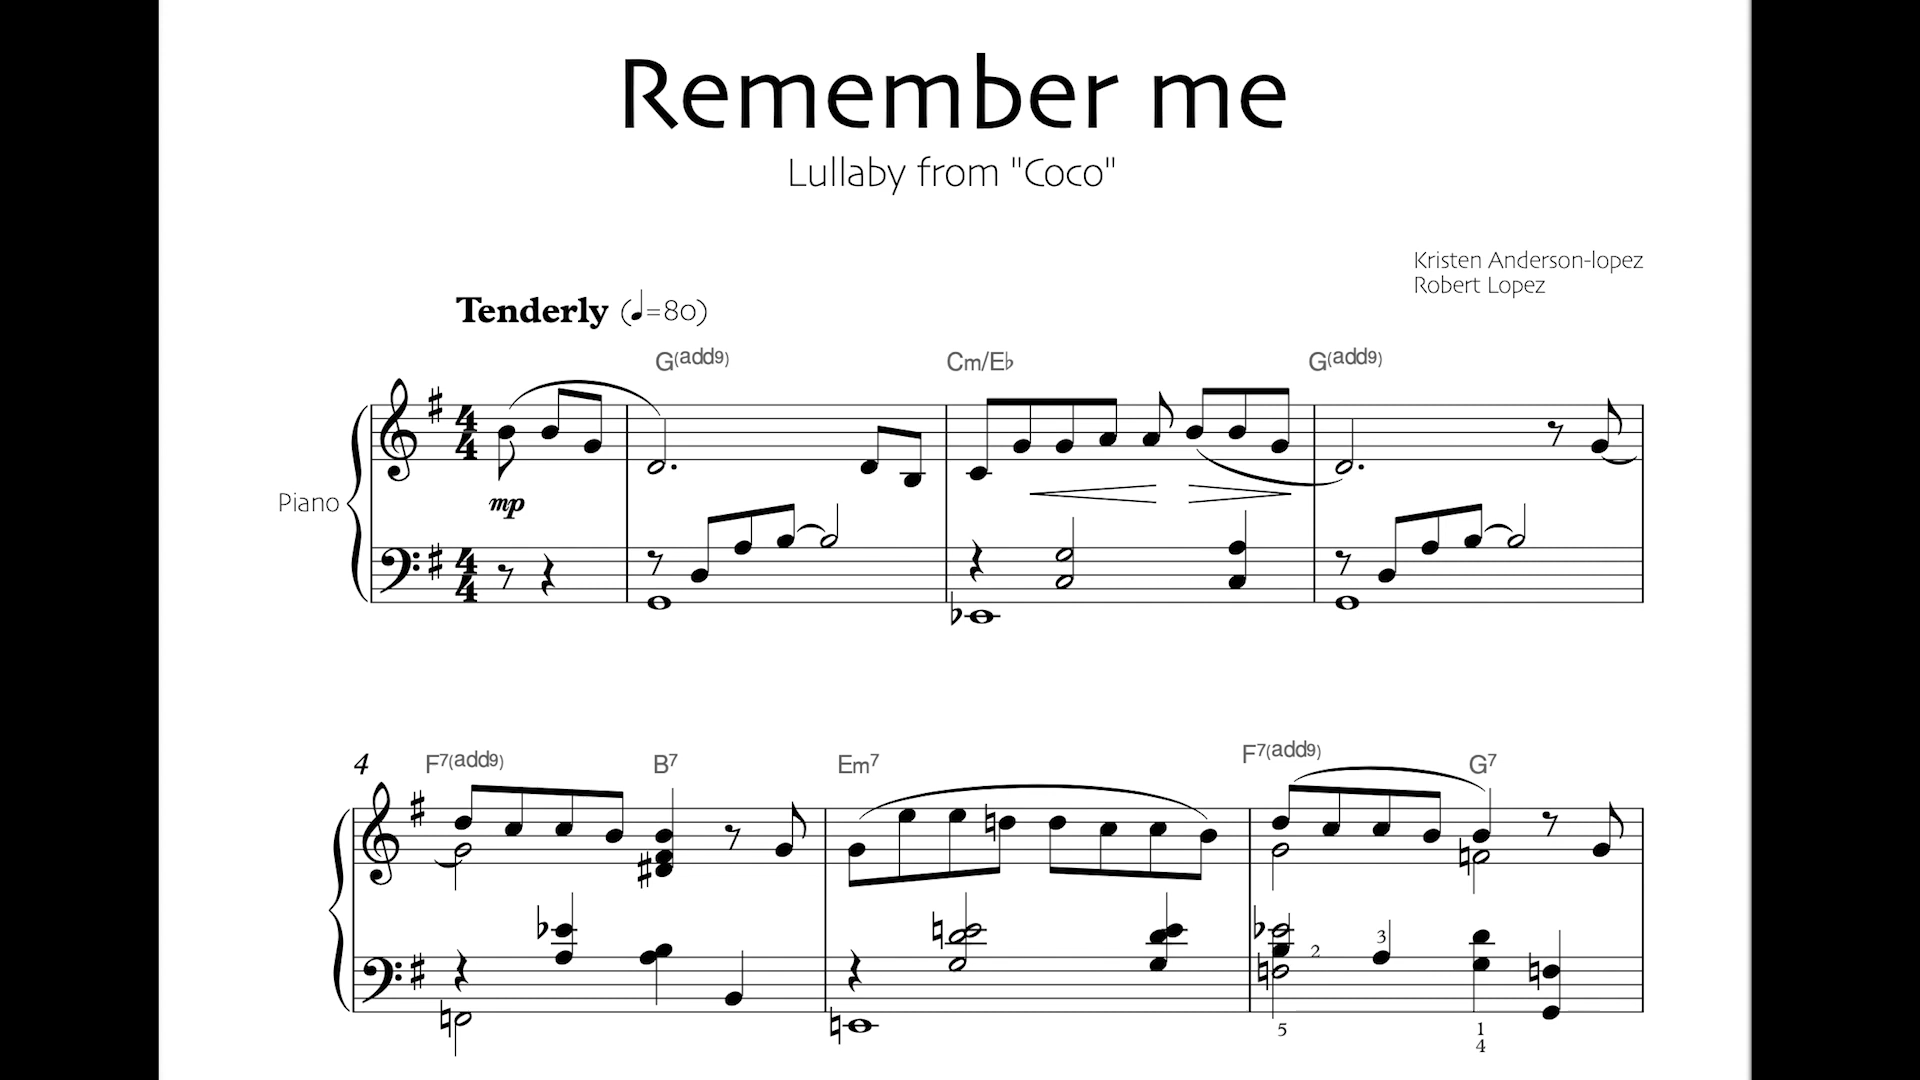 Remember me
Lullaby from "Coco"
Kristen Anderson-lopez
Robert Lopez
Tenderly (♩=80)
G(add9) Cm/E♭ G(add9)
Piano
mp
4
F7(add9) B7 Em7 F7(add9) G7
2 3
5 1
4